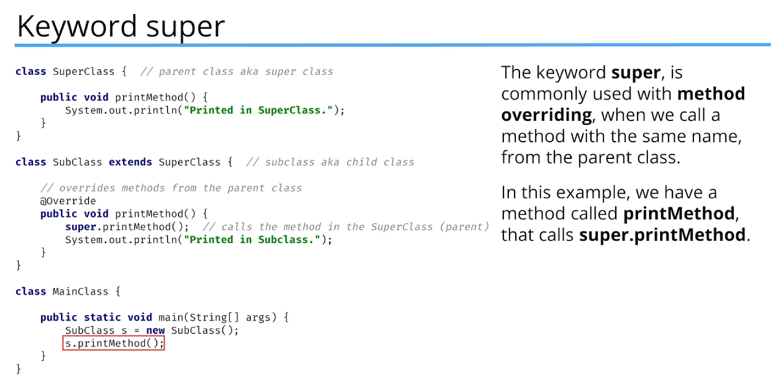 Keyword super
class SuperClass {  // parent class aka super class
    public void printMethod() {
        System.out.println("Printed in SuperClass.");
    }
}
class SubClass extends SuperClass {  // subclass aka child class
    // overrides methods from the parent class
    @Override
    public void printMethod() {
        super.printMethod();  // calls the method in the SuperClass (parent)
        System.out.println("Printed in Subclass.");
    }
}
class MainClass {
    public static void main(String[] args) {
        SubClass s = new SubClass();
        s.printMethod();
    }
}
The keyword super, is
commonly used with method
overriding, when we call a
method with the same name,
from the parent class.
In this example, we have a
method called printMethod,
that calls super.printMethod.